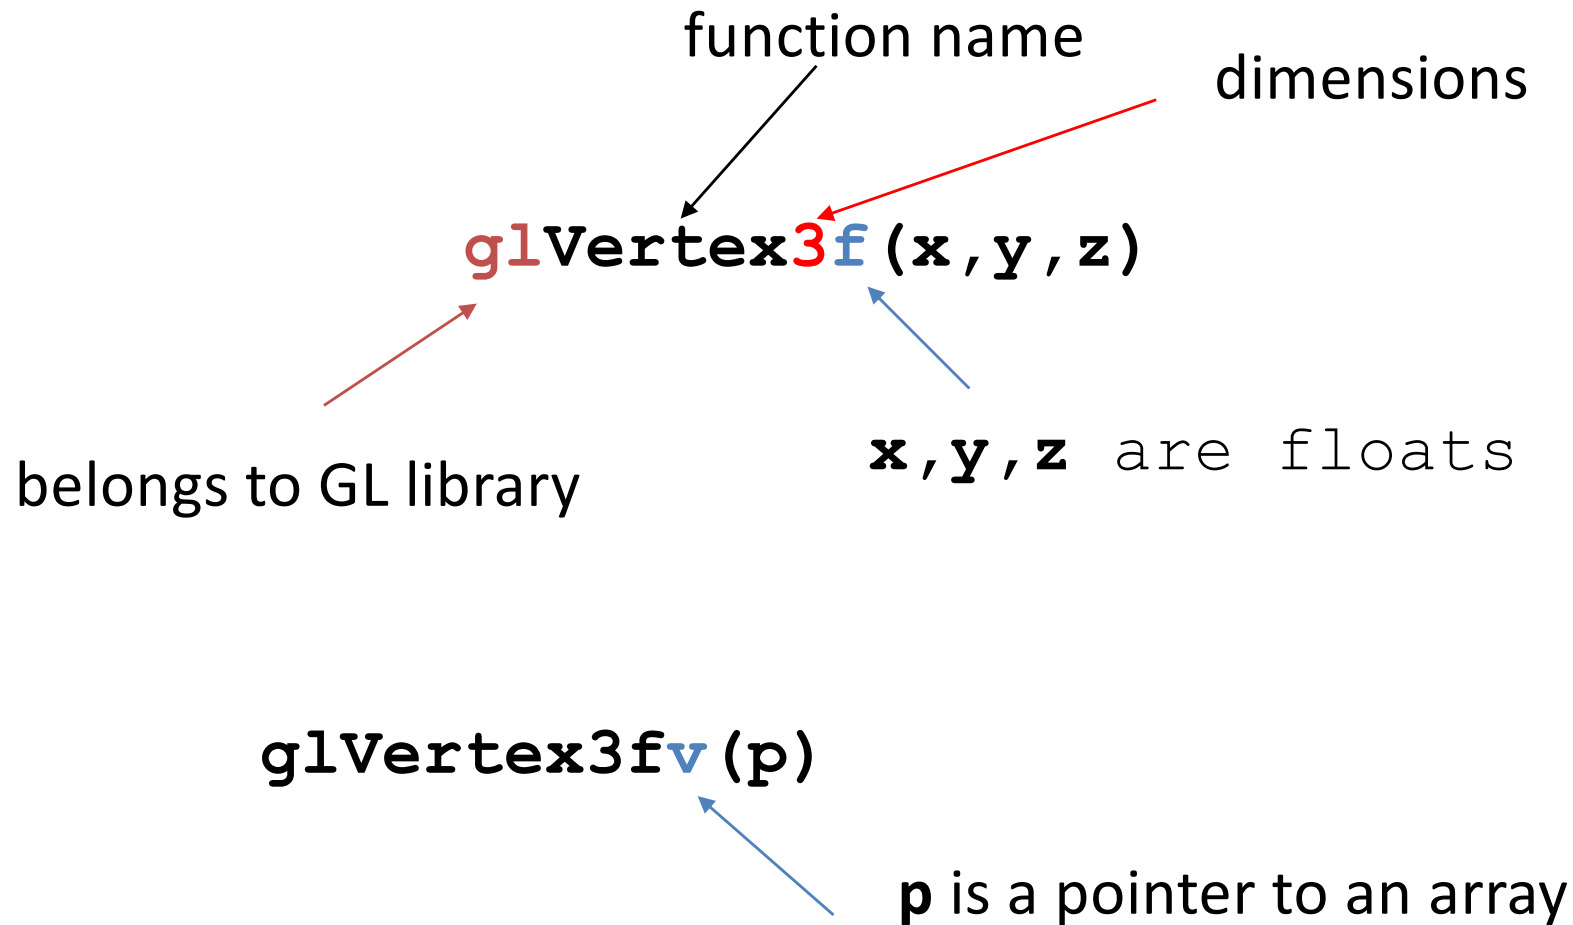 function name
dimensions
glVertex3f(x,y,z)
x,y,z are floats
belongs to GL library
glVertex3fv(p)
p is a pointer to an array